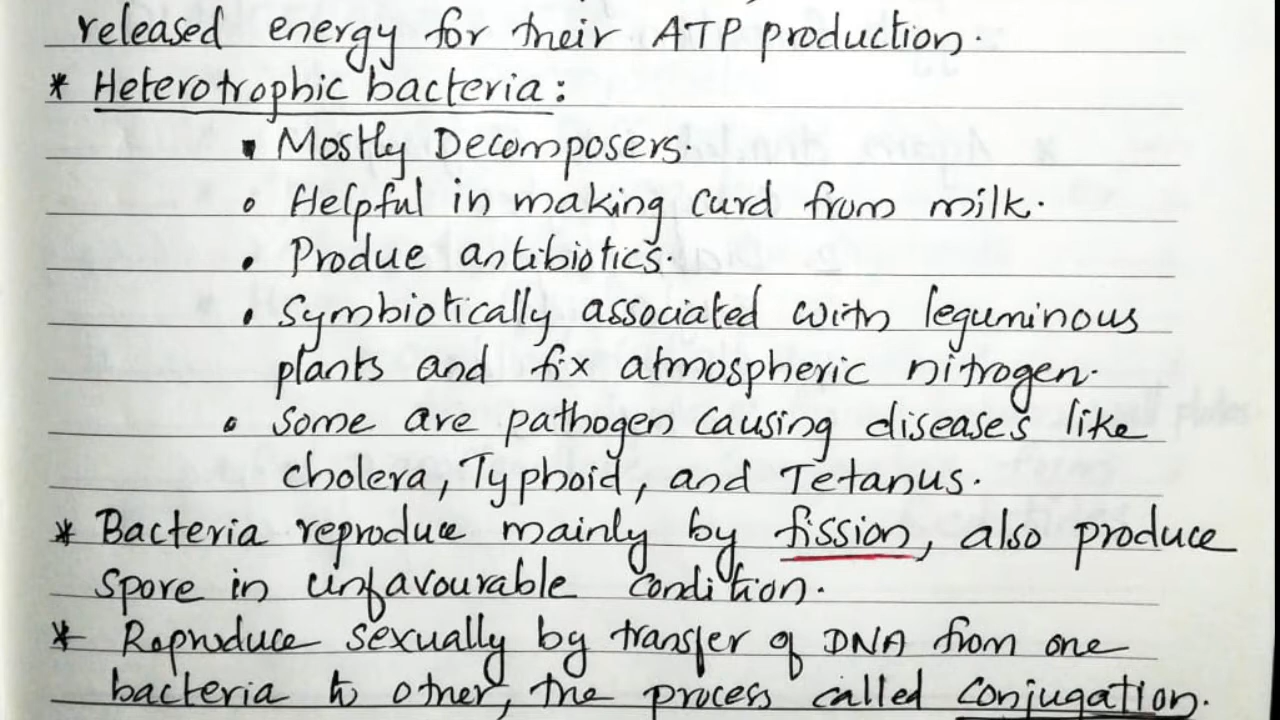 released energy for their ATP production.
* Heterotrophic bacteria:
▪ Mostly Decomposers.
∘ Helpful in making curd from milk.
• Produe antibiotics.
• Symbiotically associated with leguminous
plants and fix atmospheric nitrogen.
• Some are pathogen causing diseases like
cholera, Typhoid, and Tetanus.
* Bacteria reproduce mainly by fission, also produce
spore in unfavourable condition.
* Reproduce sexually by transfer of DNA from one
bacteria to other, the process called conjugation.